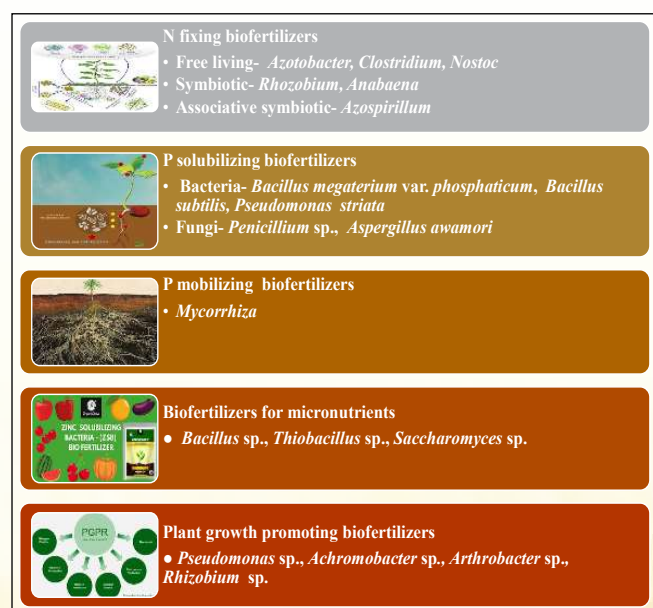 N fixing biofertilizers
• Free living- Azotobacter, Clostridium, Nostoc
• Symbiotic- Rhozobium, Anabaena
• Associative symbiotic- Azospirillum
P solubilizing biofertilizers
• Bacteria- Bacillus megaterium var. phosphaticum, Bacillus
subtilis, Pseudomonas striata
• Fungi- Penicillium sp., Aspergillus awamori
P mobilizing biofertilizers
• Mycorrhiza
ZINC SOLUBILIZING
BACTERIA - [ZSB]
BIO FERTILIZER
Biofertilizers for micronutrients
● Bacillus sp., Thiobacillus sp., Saccharomyces sp.
PGPR
Plant growth promoting biofertilizers
● Pseudomonas sp., Achromobacter sp., Arthrobacter sp.,
Rhizobium sp.